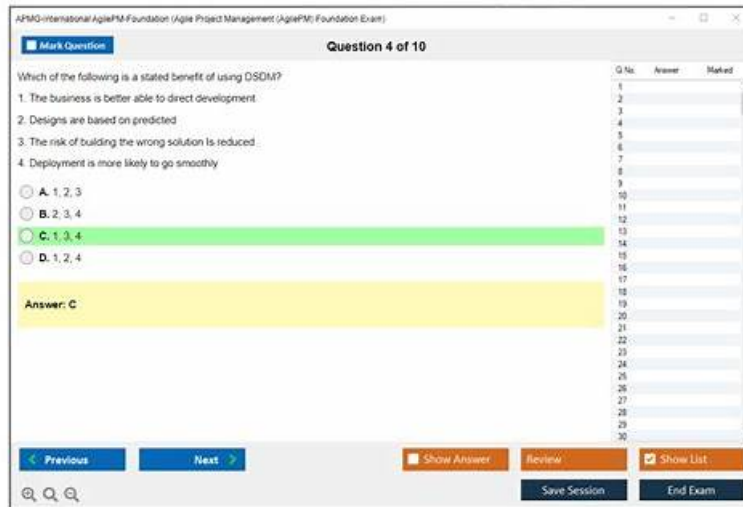 APMG-International AgilePM-Foundation (Agile Project Management (AgilePM) Foundation Exam)
Mark Question
Question 4 of 10
Which of the following is a stated benefit of using DSDM?
1. The business is better able to direct development
2. Designs are based on predicted
3. The risk of building the wrong solution Is reduced
4. Deployment is more likely to go smoothly
A. 1, 2, 3
B. 2, 3, 4
C. 1, 3, 4
D. 1, 2, 4
Answer: C
Q No. Answer Marked
1
2
3
4
5
6
7
8
9
10
11
12
13
14
15
16
17
18
19
20
21
22
23
24
25
26
27
28
29
30
Previous
Next
Show Answer
Review
Show List
Save Session
End Exam